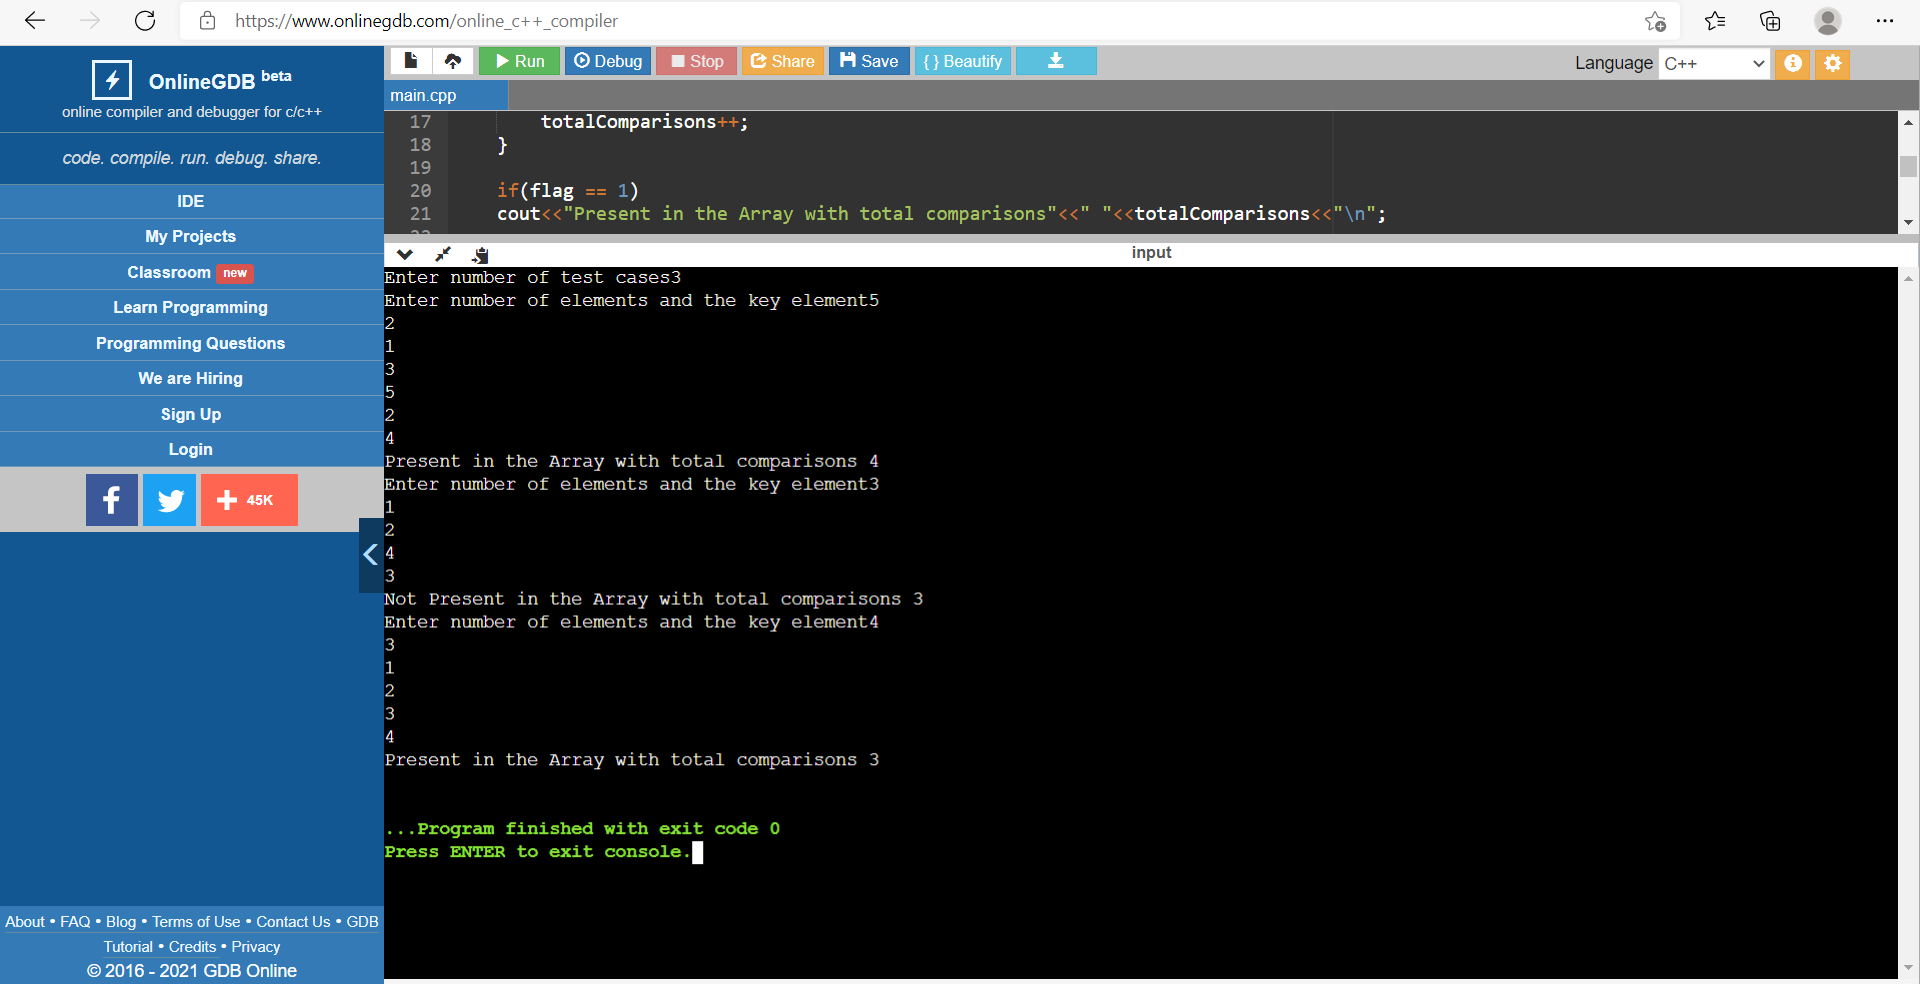 https://www.onlinegdb.com/online_c++_compiler
OnlineGDB beta
online compiler and debugger for c/c++
code. compile. run. debug. share.
IDE
My Projects
Classroom new
Learn Programming
Programming Questions
We are Hiring
Sign Up
Login
f
+ 45K
About • FAQ • Blog • Terms of Use • Contact Us • GDB
Tutorial • Credits • Privacy
© 2016 - 2021 GDB Online
Run Debug Stop Share Save {} Beautify
Language C++
main.cpp
17 totalComparisons++;
18 }
19
20 if(flag == 1)
21 cout<<"Present in the Array with total comparisons"<<" "<<totalComparisons<<"\n";
input
Enter number of test cases3
Enter number of elements and the key element5
2
1
3
5
2
4
Present in the Array with total comparisons 4
Enter number of elements and the key element3
1
2
4
3
Not Present in the Array with total comparisons 3
Enter number of elements and the key element4
3
1
2
3
4
Present in the Array with total comparisons 3
...Program finished with exit code 0
Press ENTER to exit console.